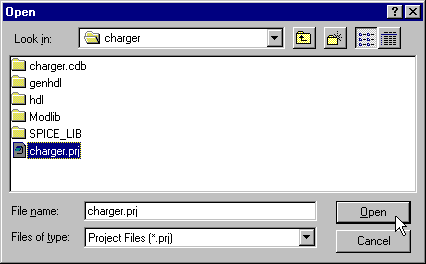 Open
Look in: charger
charger.cdb
genhdl
hdl
Modlib
SPICE_LIB
charger.prj
File name: charger.prj Open
Files of type: Project Files (*.prj) Cancel